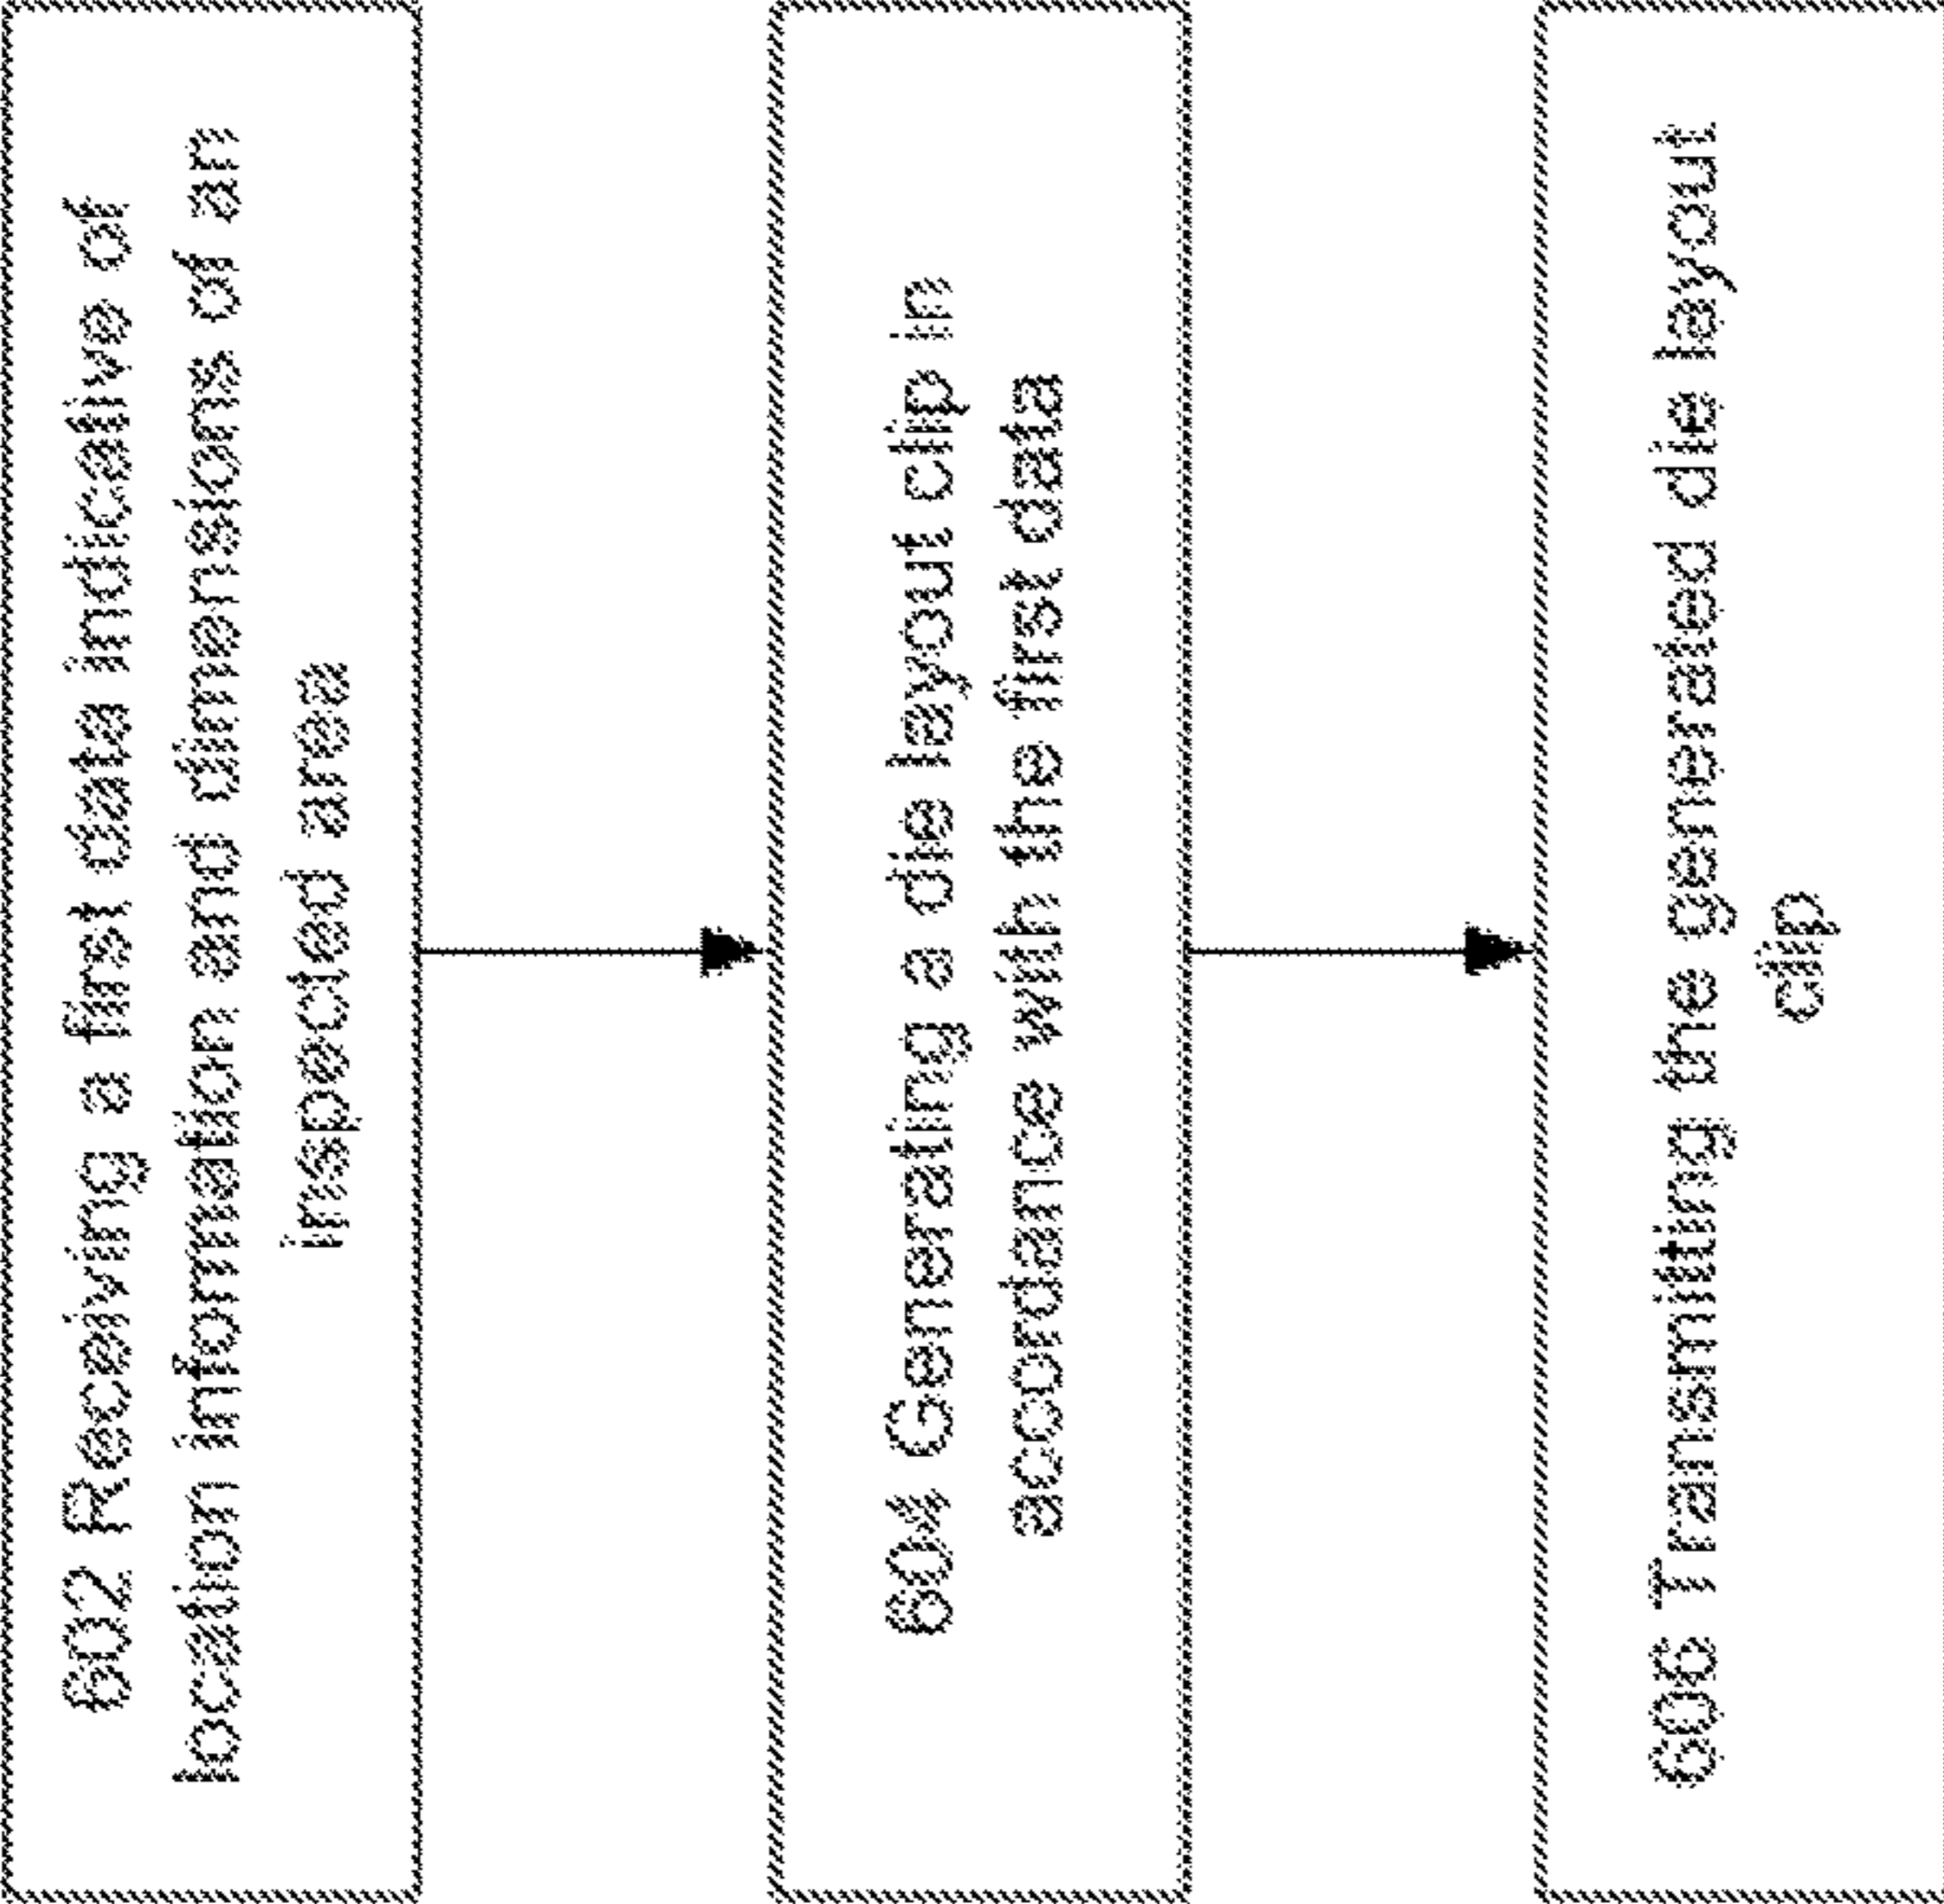 602 Receiving a first data indicative of
location information and dimensions of an
inspected area
604 Generating a die layout clip in
accordance with the first data
606 Transmitting the generated die layout
clip